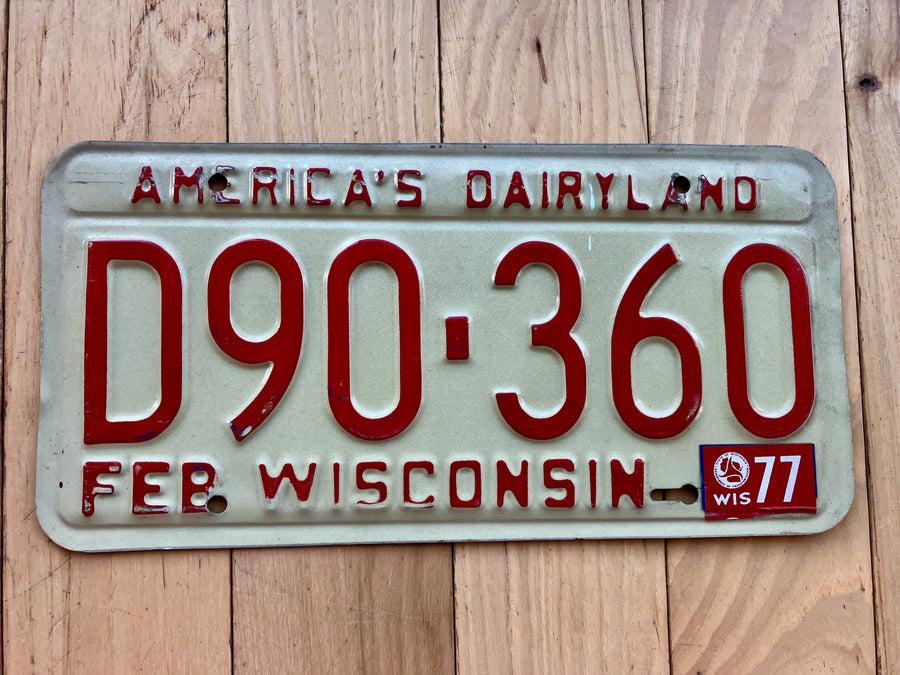 AMERICA'S DAIRYLAND
D90-360
FEB WISCONSIN
WIS 77